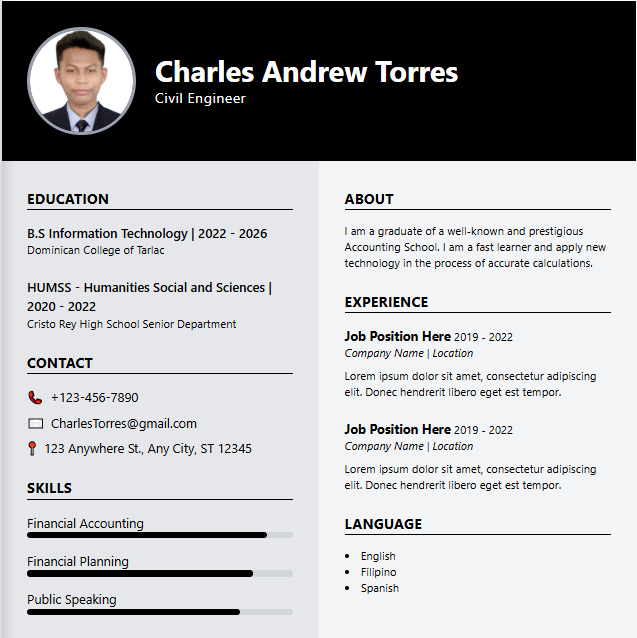 Charles Andrew Torres
Civil Engineer
EDUCATION
B.S Information Technology | 2022 - 2026
Dominican College of Tarlac
HUMSS - Humanities Social and Sciences |
2020 - 2022
Cristo Rey High School Senior Department
CONTACT
+123-456-7890
CharlesTorres@gmail.com
123 Anywhere St., Any City, ST 12345
SKILLS
Financial Accounting
Financial Planning
Public Speaking
ABOUT
I am a graduate of a well-known and prestigious
Accounting School. I am a fast learner and apply new
technology in the process of accurate calculations.
EXPERIENCE
Job Position Here 2019 - 2022
Company Name | Location
Lorem ipsum dolor sit amet, consectetur adipiscing
elit. Donec hendrerit libero eget est tempor.
Job Position Here 2019 - 2022
Company Name | Location
Lorem ipsum dolor sit amet, consectetur adipiscing
elit. Donec hendrerit libero eget est tempor.
LANGUAGE
English
Filipino
Spanish